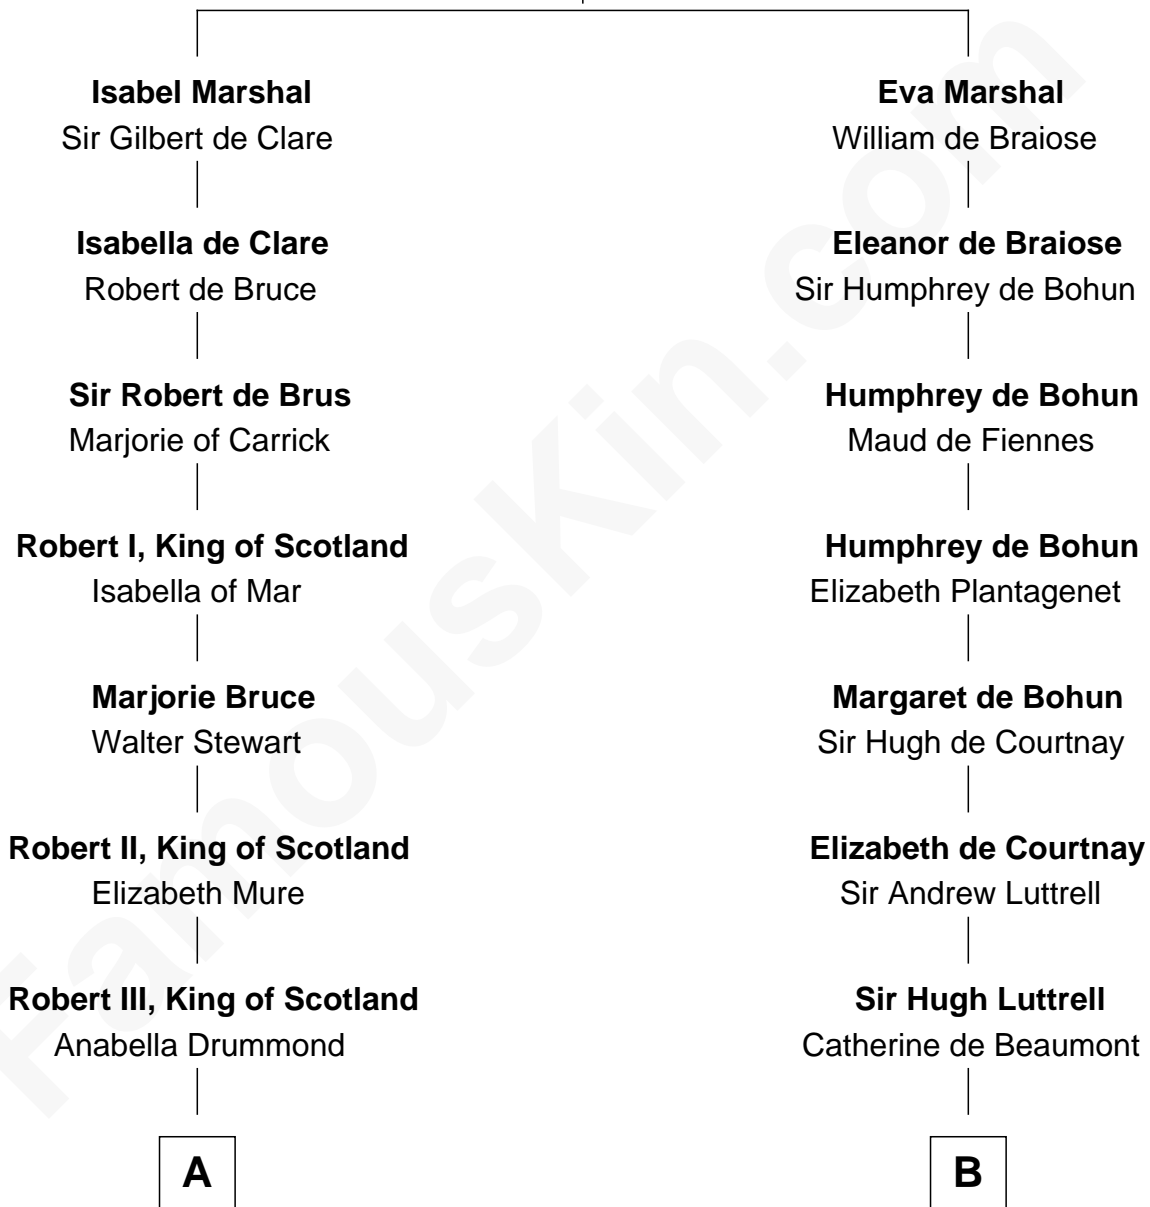 Isabel Marshal
Sir Gilbert de Clare
Isabella de Clare
Robert de Bruce
Sir Robert de Brus
Marjorie of Carrick
Robert I, King of Scotland
Isabella of Mar
Marjorie Bruce
Walter Stewart
Robert II, King of Scotland
Elizabeth Mure
Robert III, King of Scotland
Anabella Drummond
A
Eva Marshal
William de Braiose
Eleanor de Braiose
Sir Humphrey de Bohun
Humphrey de Bohun
Maud de Fiennes
Humphrey de Bohun
Elizabeth Plantagenet
Margaret de Bohun
Sir Hugh de Courtnay
Elizabeth de Courtnay
Sir Andrew Luttrell
Sir Hugh Luttrell
Catherine de Beaumont
B
FamousKin.com